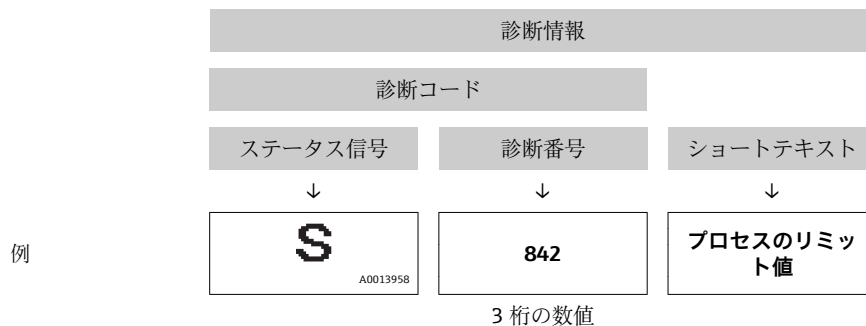 診断情報
診断コード
ステータス信号 診断番号 ショートテキスト
↓ ↓ ↓
例 S A0013958 842 プロセスのリミッ
ト値
3 桁の数値